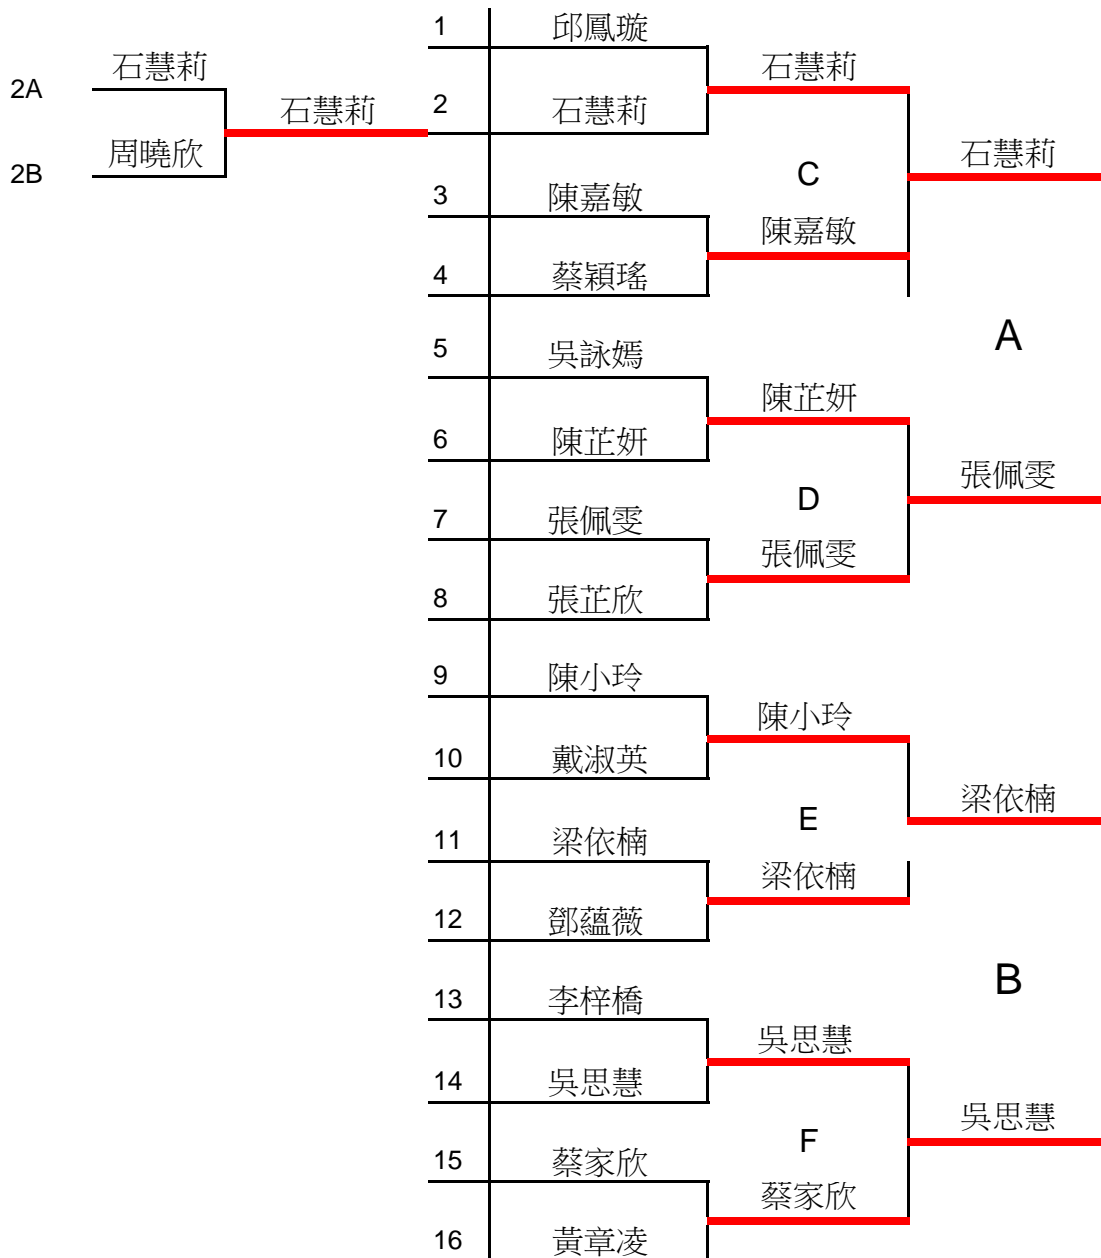 1 邱鳳璇
石慧莉 石慧莉
2A
石慧莉 2 石慧莉
周曉欣 石慧莉
2B C
3 陳嘉敏
陳嘉敏
4 蔡穎瑤
A
5 吳詠嫣
陳芷妍
6 陳芷妍
張佩雯
D
7 張佩雯
張佩雯
8 張芷欣
9 陳小玲
陳小玲
10 戴淑英
梁依楠
E
11 梁依楠
梁依楠
12 鄧蘊薇
B
13 李梓橋
吳思慧
14 吳思慧
吳思慧
F
15 蔡家欣
蔡家欣
16 黃章凌